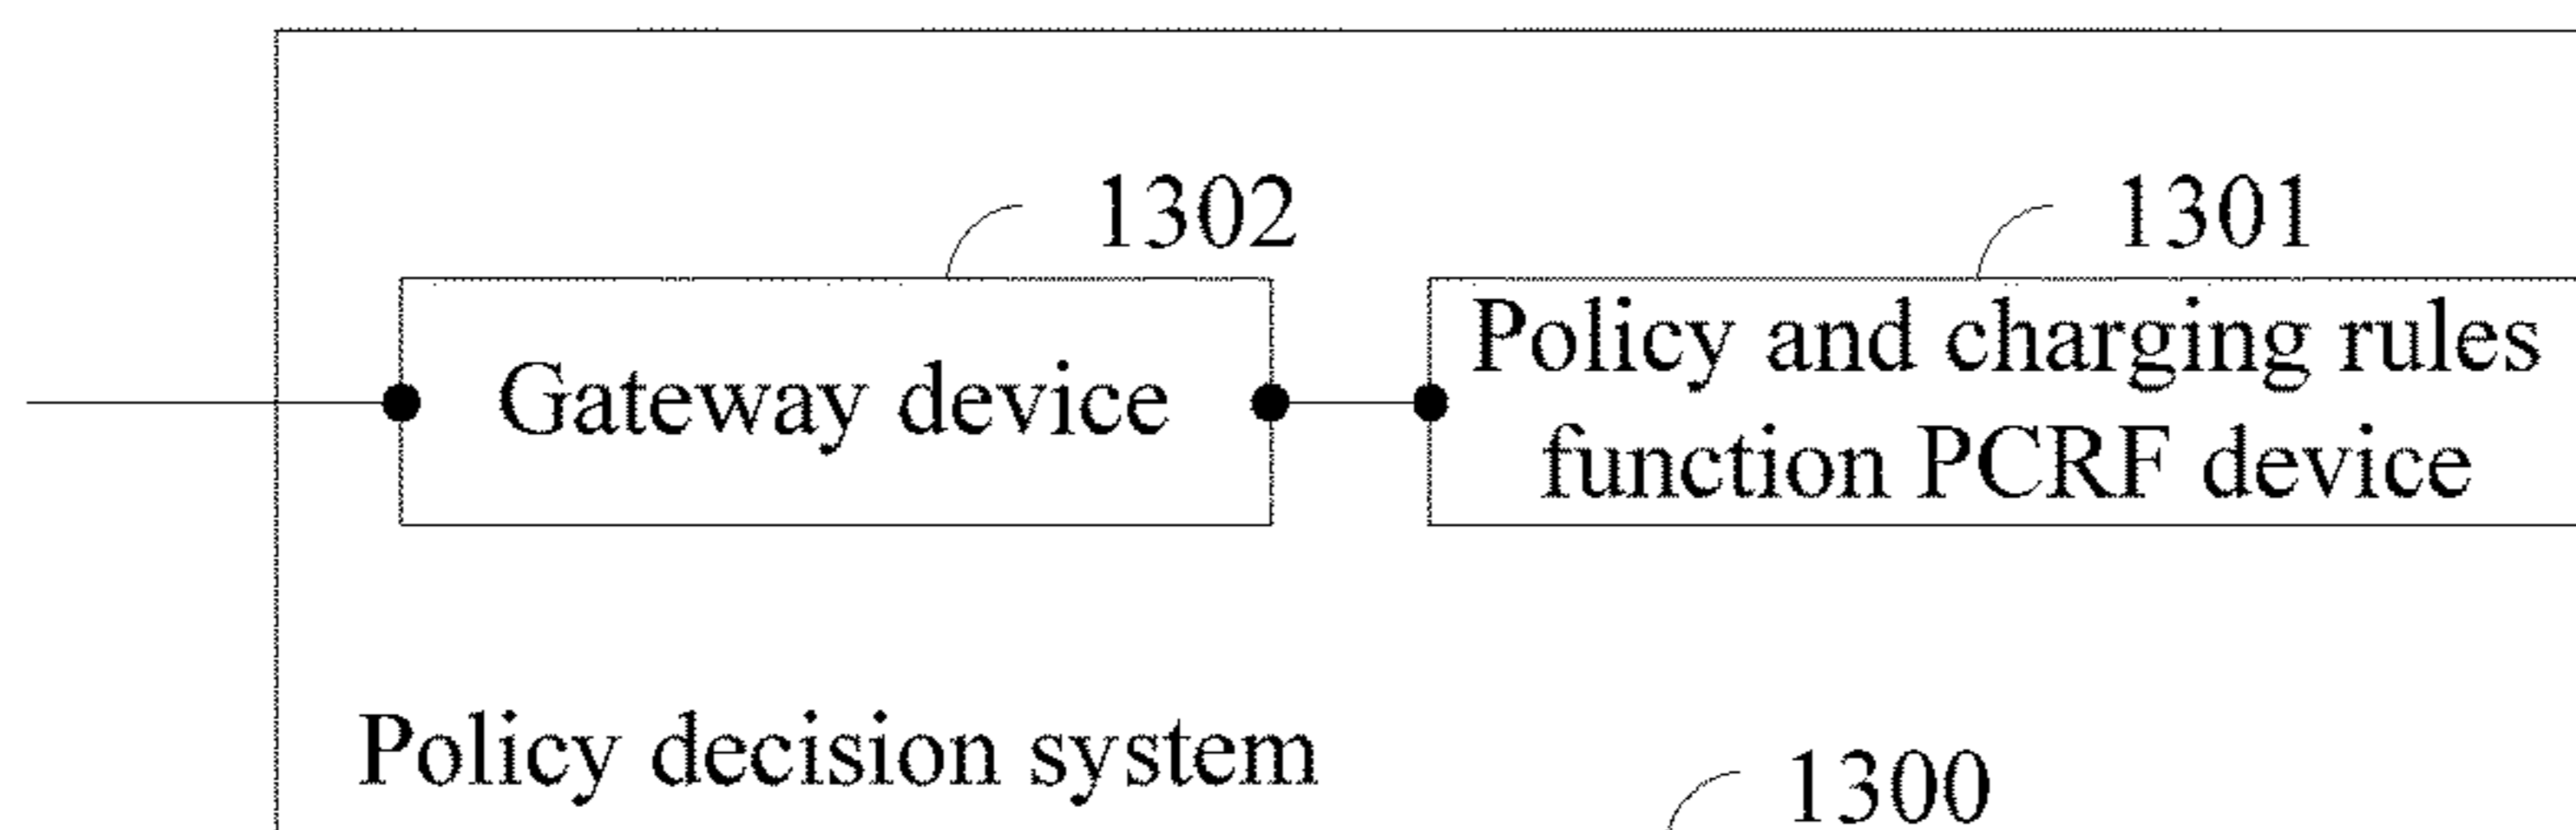 1302
1301
Gateway device
Policy and charging rules
function PCRF device
Policy decision system
1300